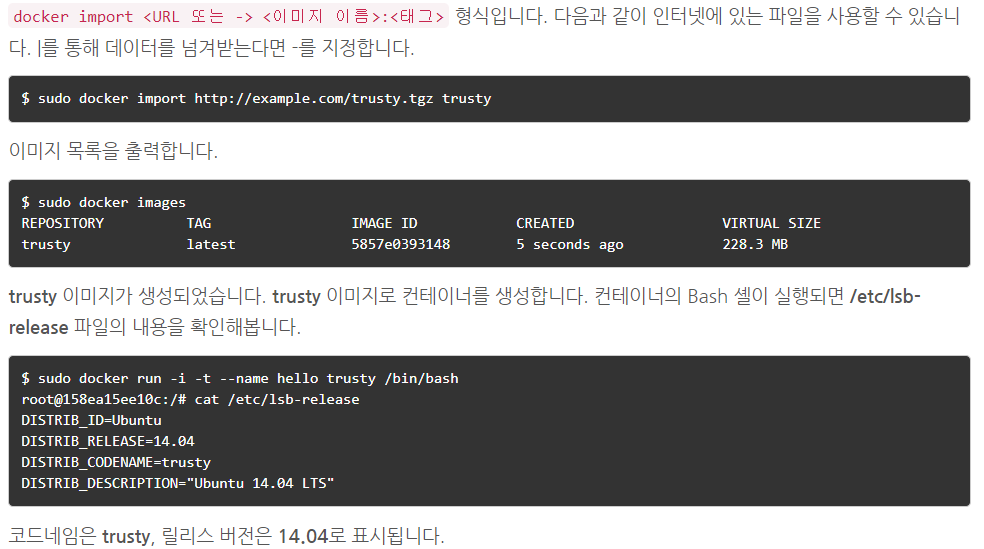 docker import <URL 또는 -> <이미지 이름>:<태그> 형식입니다. 다음과 같이 인터넷에 있는 파일을 사용할 수 있습니
다. |를 통해 데이터를 넘겨받는다면 -를 지정합니다.
$ sudo docker import http://example.com/trusty.tgz trusty
이미지 목록을 출력합니다.
$ sudo docker images
REPOSITORY TAG IMAGE ID CREATED VIRTUAL SIZE
trusty latest 5857e0393148 5 seconds ago 228.3 MB
trusty 이미지가 생성되었습니다. trusty 이미지로 컨테이너를 생성합니다. 컨테이너의 Bash 셸이 실행되면 /etc/lsb-
release 파일의 내용을 확인해봅니다.
$ sudo docker run -i -t --name hello trusty /bin/bash
root@158ea15ee10c:/# cat /etc/lsb-release
DISTRIB_ID=Ubuntu
DISTRIB_RELEASE=14.04
DISTRIB_CODENAME=trusty
DISTRIB_DESCRIPTION="Ubuntu 14.04 LTS"
코드네임은 trusty, 릴리스 버전은 14.04로 표시됩니다.